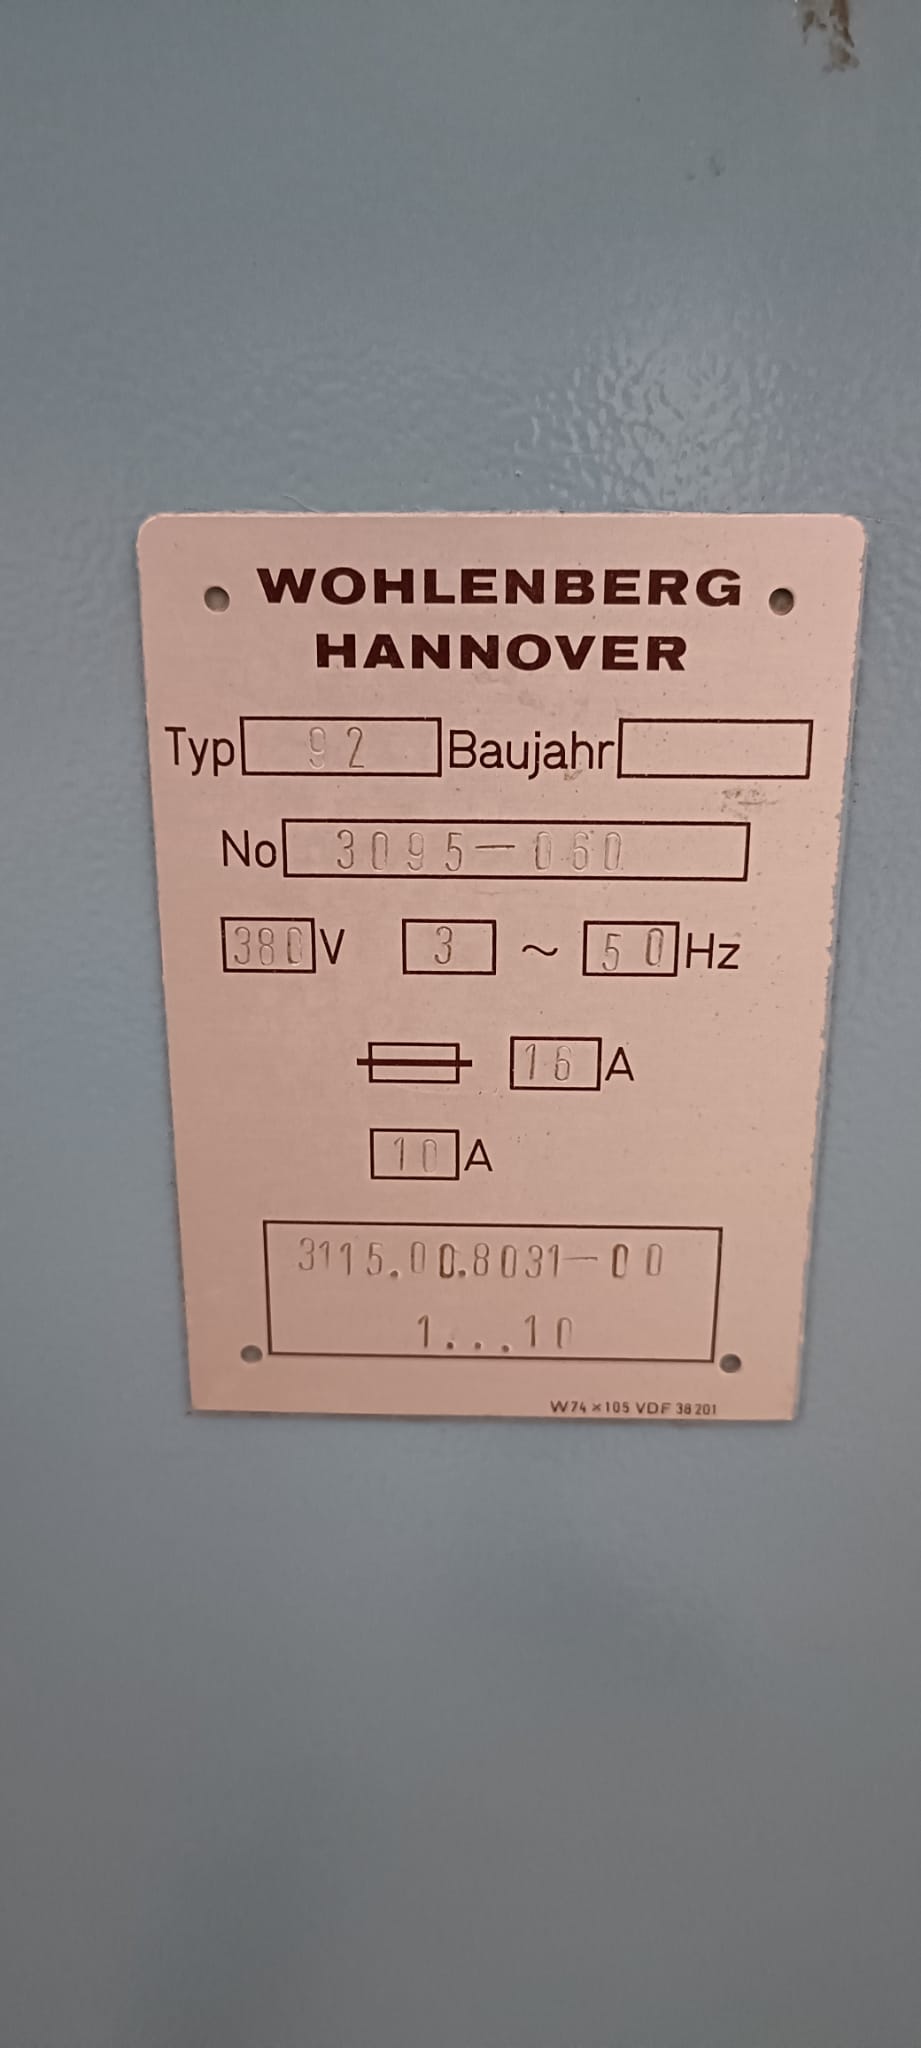 WOHLENBERG
HANNOVER
Typ 92 Baujahr
No 3095-060
380 V 3 ~ 50 Hz
16 A
10 A
3115.00.8031-00
1...10
W74 x 105 VDF 38 201